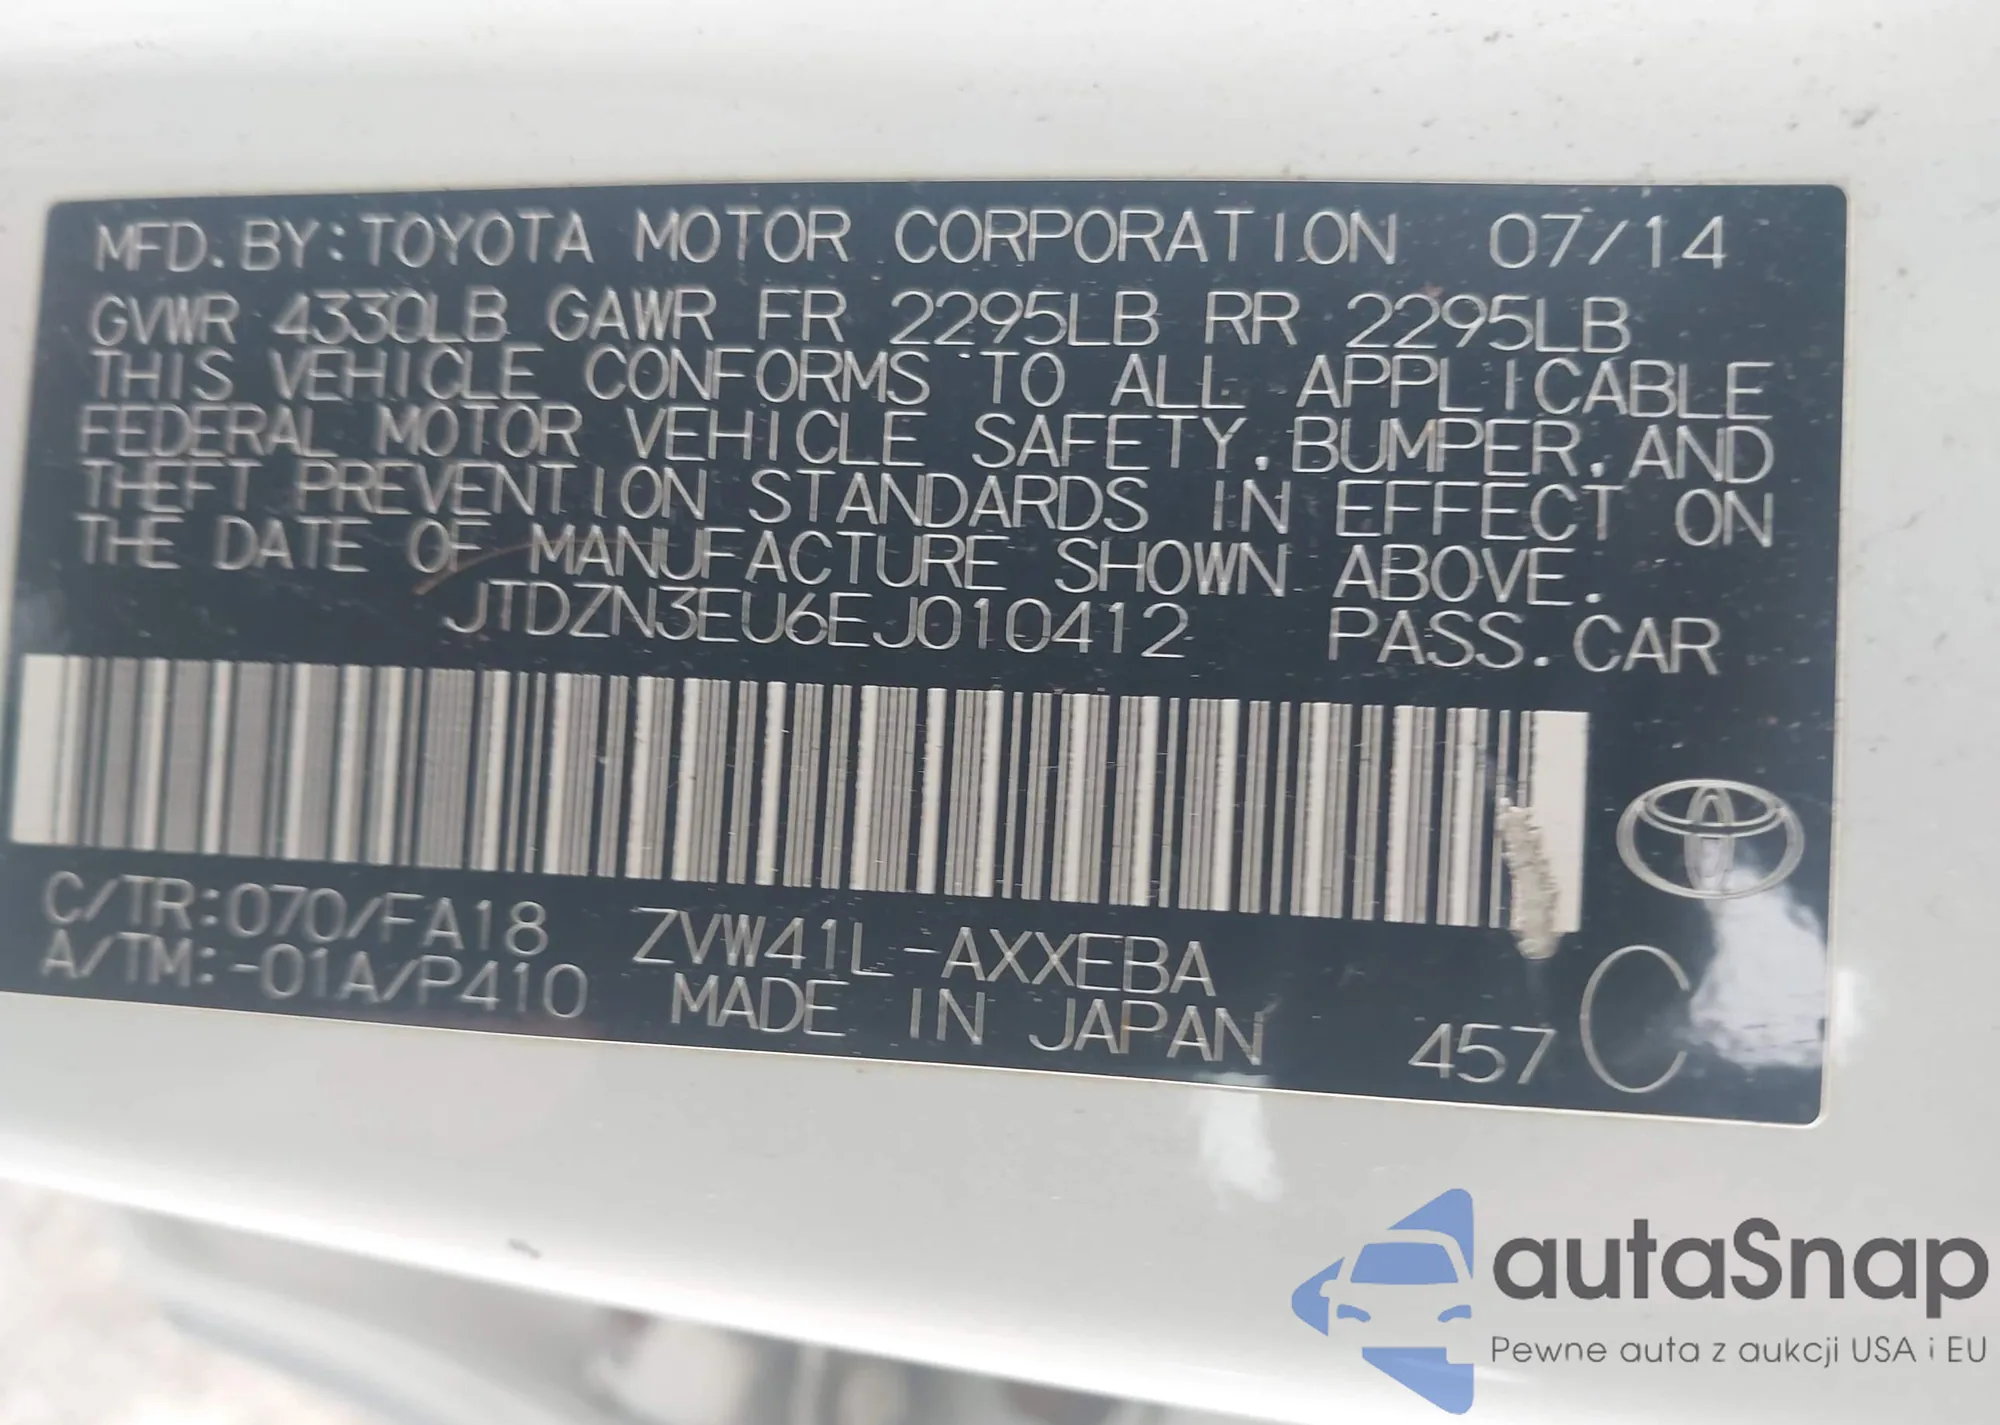 MFD. BY: TOYOTA MOTOR CORPORATION 07/14
GVWR 4330LB GAWR FR 2295LB RR 2295LB
THIS VEHICLE CONFORMS TO ALL APPLICABLE
FEDERAL MOTOR VEHICLE SAFETY, BUMPER, AND
THEFT PREVENTION STANDARDS IN EFFECT ON
THE DATE OF MANUFACTURE SHOWN ABOVE.
JTDZN3EU6EJ010412 PASS. CAR
C/TR:070/FA18 ZVW41L-AXXEBA
A/TM:-01A/P410 MADE IN JAPAN 457 C
autaSnap
Pewne auta z aukcji USA i EU